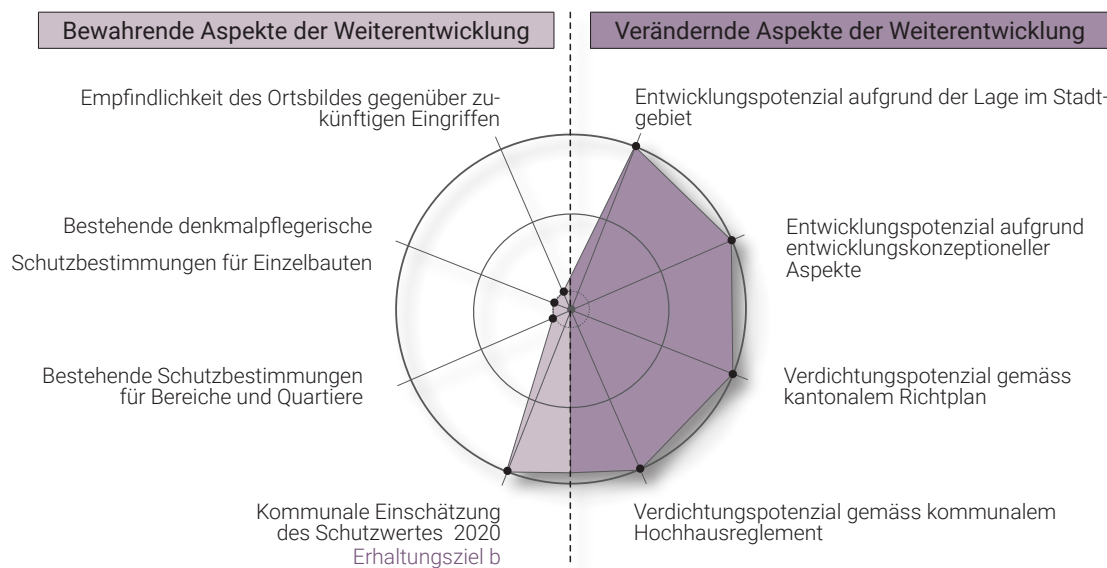 Bewahrende Aspekte der Weiterentwicklung
Verändernde Aspekte der Weiterentwicklung
Empfindlichkeit des Ortsbildes gegenüber zu-
künftigen Eingriffen
Entwicklungspotenzial aufgrund der Lage im Stadt-
gebiet
Bestehende denkmalpflegerische
Schutzbestimmungen für Einzelbauten
Entwicklungspotenzial aufgrund
entwicklungskonzeptioneller
Aspekte
Bestehende Schutzbestimmungen
für Bereiche und Quartiere
Verdichtungspotenzial gemäss
kantonalem Richtplan
Kommunale Einschätzung
des Schutzwertes 2020
Erhaltungsziel b
Verdichtungspotenzial gemäss kommunalem
Hochhausreglement